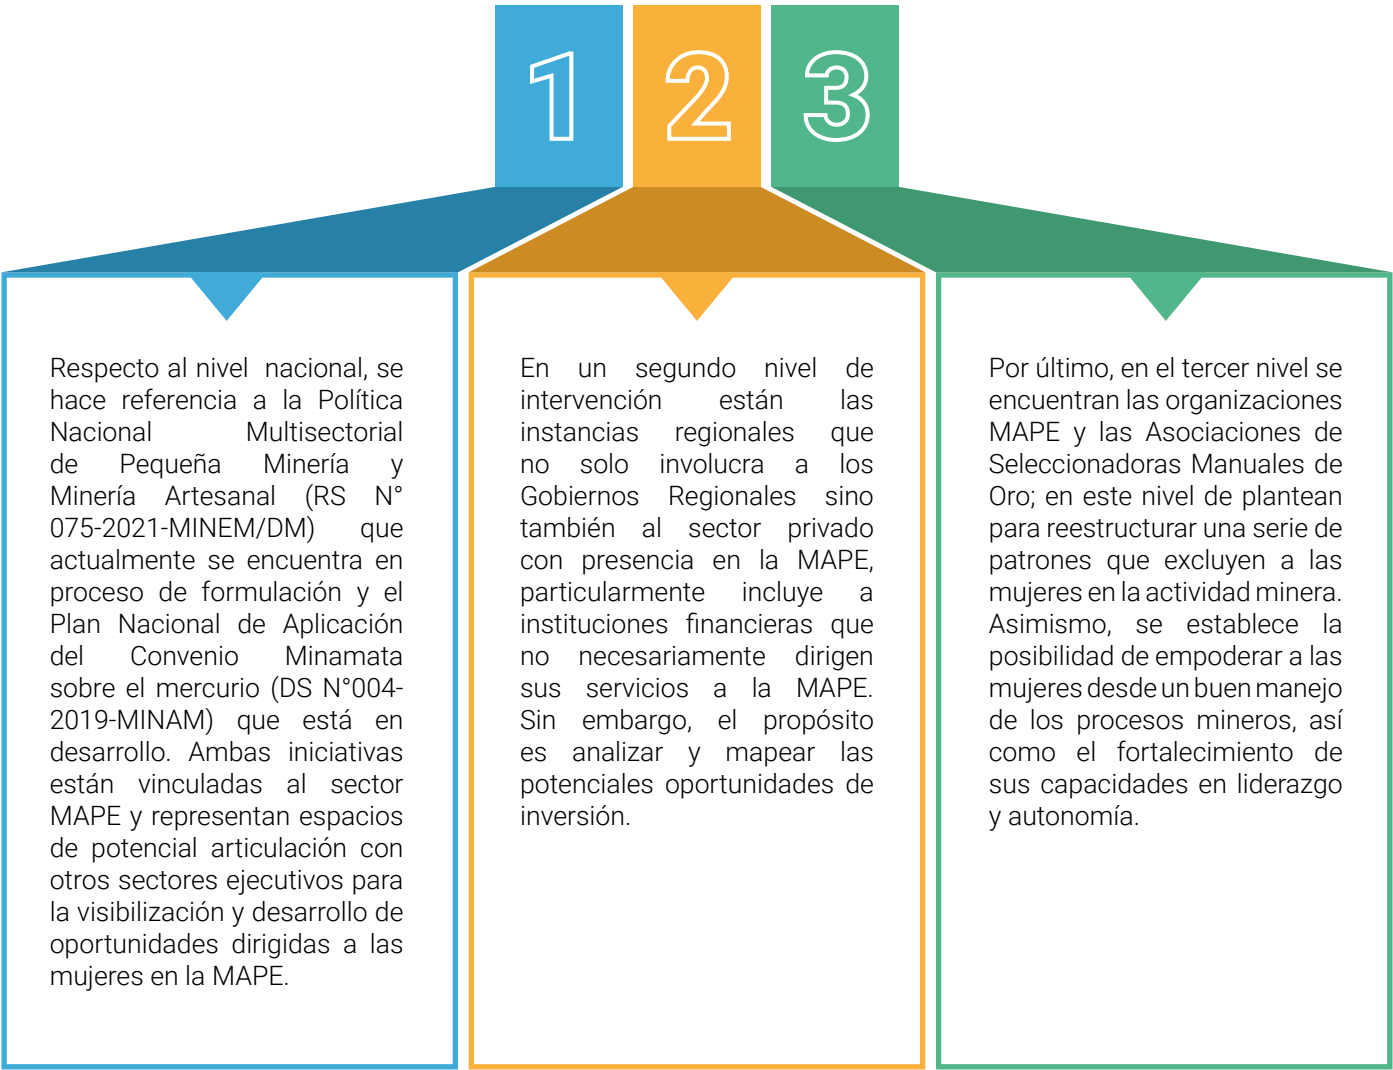 1
2
3
Respecto al nivel nacional, se
hace referencia a la Política
Nacional Multisectorial
de Pequeña Minería y
Minería Artesanal (RS N°
075-2021-MINEM/DM) que
actualmente se encuentra en
proceso de formulación y el
Plan Nacional de Aplicación
del Convenio Minamata
sobre el mercurio (DS N°004-
2019-MINAM) que está en
desarrollo. Ambas iniciativas
están vinculadas al sector
MAPE y representan espacios
de potencial articulación con
otros sectores ejecutivos para
la visibilización y desarrollo de
oportunidades dirigidas a las
mujeres en la MAPE.
En un segundo nivel de
intervención están las
instancias regionales que
no solo involucra a los
Gobiernos Regionales sino
también al sector privado
con presencia en la MAPE,
particularmente incluye a
instituciones financieras que
no necesariamente dirigen
sus servicios a la MAPE.
Sin embargo, el propósito
es analizar y mapear las
potenciales oportunidades de
inversión.
Por último, en el tercer nivel se
encuentran las organizaciones
MAPE y las Asociaciones de
Seleccionadoras Manuales de
Oro; en este nivel de plantean
para reestructurar una serie de
patrones que excluyen a las
mujeres en la actividad minera.
Asimismo, se establece la
posibilidad de empoderar a las
mujeres desde un buen manejo
de los procesos mineros, así
como el fortalecimiento de
sus capacidades en liderazgo
y autonomía.